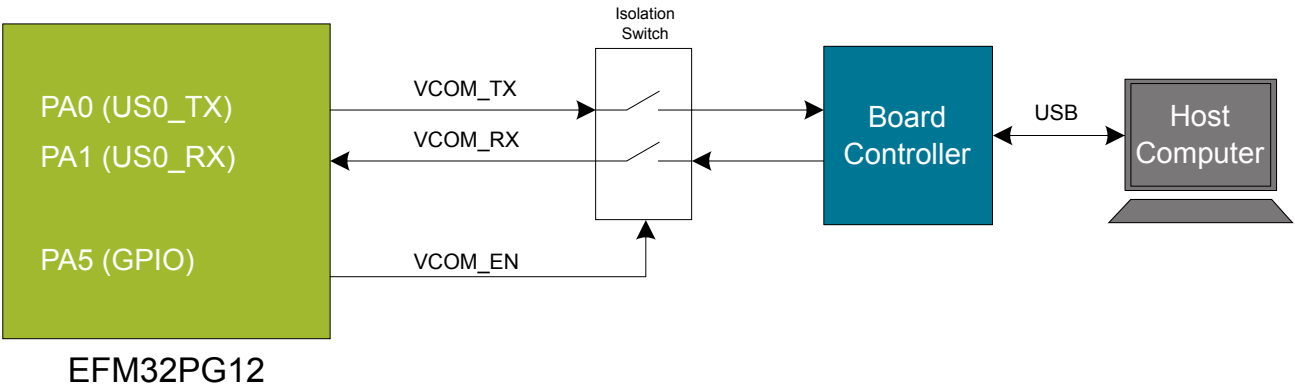 Isolation
Switch
PA0 (US0_TX)
VCOM_TX
PA1 (US0_RX)
VCOM_RX
PA5 (GPIO)
VCOM_EN
Board
Controller
USB
Host
Computer
EFM32PG12